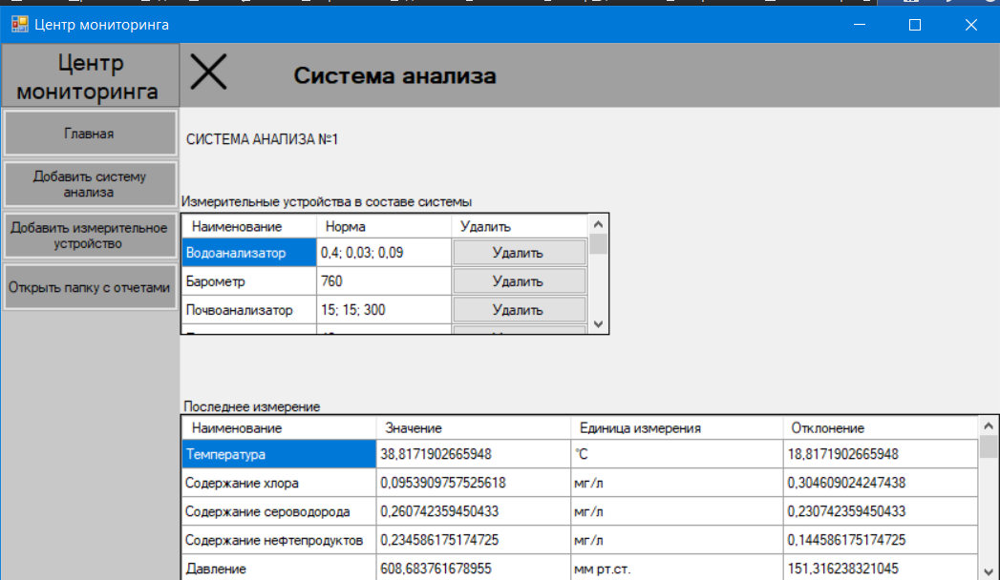 Центр мониторинга
Центр
мониторинга
Система анализа
Главная
Добавить систему
анализа
Добавить измерительное
устройство
Открыть папку с отчетами
СИСТЕМА АНАЛИЗА №1
Измерительные устройства в составе системы
Наименование Норма Удалить
Водоанализатор 0,4; 0,03; 0,09 Удалить
Барометр 760 Удалить
Почвоанализатор 15; 15; 300 Удалить
Последнее измерение
Наименование Значение Единица измерения Отклонение
Температура 38,8171902665948 °C 18,8171902665948
Содержание хлора 0,0953909757525618 мг/л 0,304609024247438
Содержание сероводорода 0,260742359450433 мг/л 0,230742359450433
Содержание нефтепродуктов 0,234586175174725 мг/л 0,144586175174725
Давление 608,683761678955 мм рт.ст. 151,316238321045